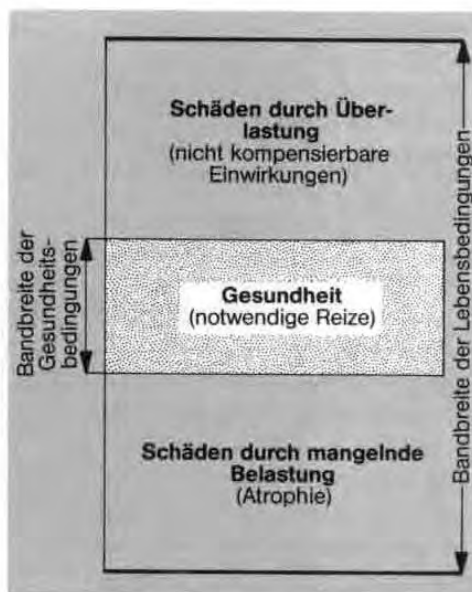 Schäden durch Über-
lastung
(nicht kompensierbare
Einwirkungen)
Bandbreite der
Gesundheits-
bedingungen
Gesundheit
(notwendige Reize)
Bandbreite der Lebensbedingungen
Schäden durch mangelnde
Belastung
(Atrophie)